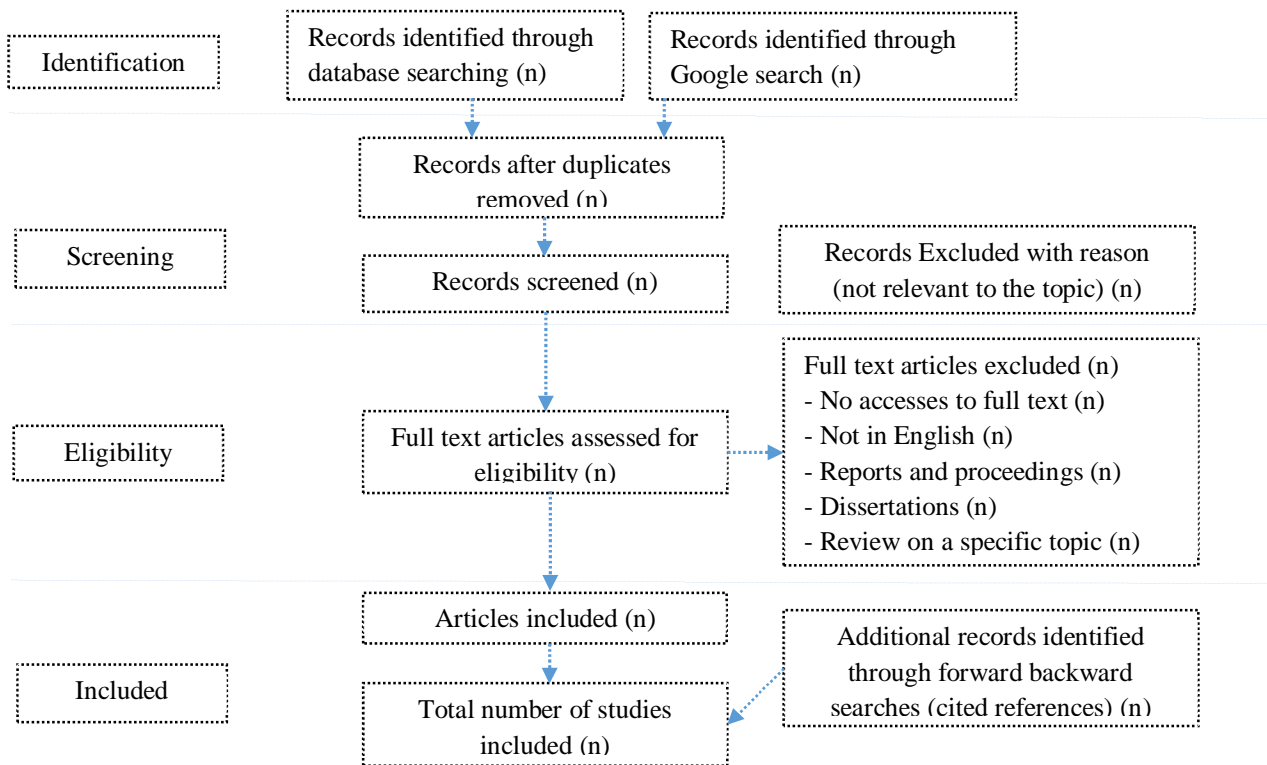 Identification
Records identified through
database searching (n)
Records identified through
Google search (n)
Records after duplicates
removed (n)
Screening
Records screened (n)
Records Excluded with reason
(not relevant to the topic) (n)
Eligibility
Full text articles assessed for
eligibility (n)
Full text articles excluded (n)
- No accesses to full text (n)
- Not in English (n)
- Reports and proceedings (n)
- Dissertations (n)
- Review on a specific topic (n)
Included
Articles included (n)
Total number of studies
included (n)
Additional records identified
through forward backward
searches (cited references) (n)